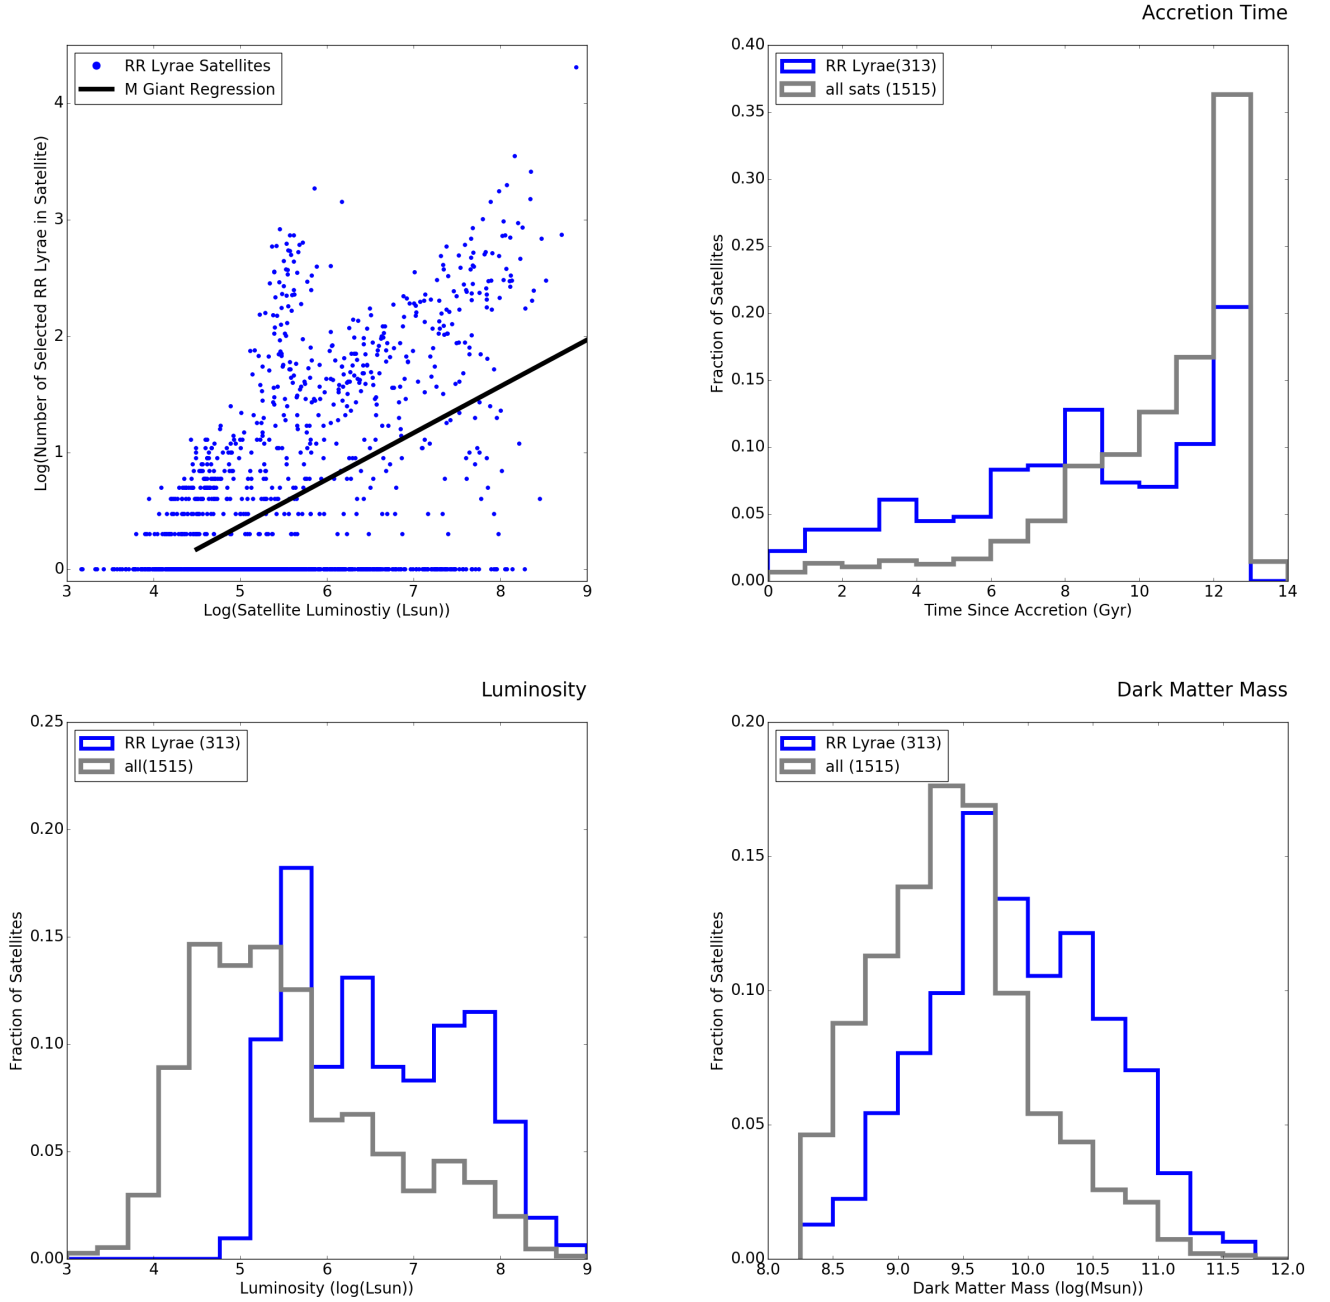 RR Lyrae Satellites
M Giant Regression
Log(Number of Selected RR Lyrae in Satellite)
4
3
2
1
0
3 4 5 6 7 8 9
Log(Satellite Luminostiy (Lsun))
Accretion Time
RR Lyrae(313)
all sats (1515)
Fraction of Satellites
0.40
0.35
0.30
0.25
0.20
0.15
0.10
0.05
0.00
0 2 4 6 8 10 12 14
Time Since Accretion (Gyr)
Luminosity
RR Lyrae (313)
all(1515)
Fraction of Satellites
0.25
0.20
0.15
0.10
0.05
0.00
3 4 5 6 7 8 9
Luminosity (log(Lsun))
Dark Matter Mass
RR Lyrae (313)
all (1515)
Fraction of Satellites
0.20
0.15
0.10
0.05
0.00
8.0 8.5 9.0 9.5 10.0 10.5 11.0 11.5 12.0
Dark Matter Mass (log(Msun))